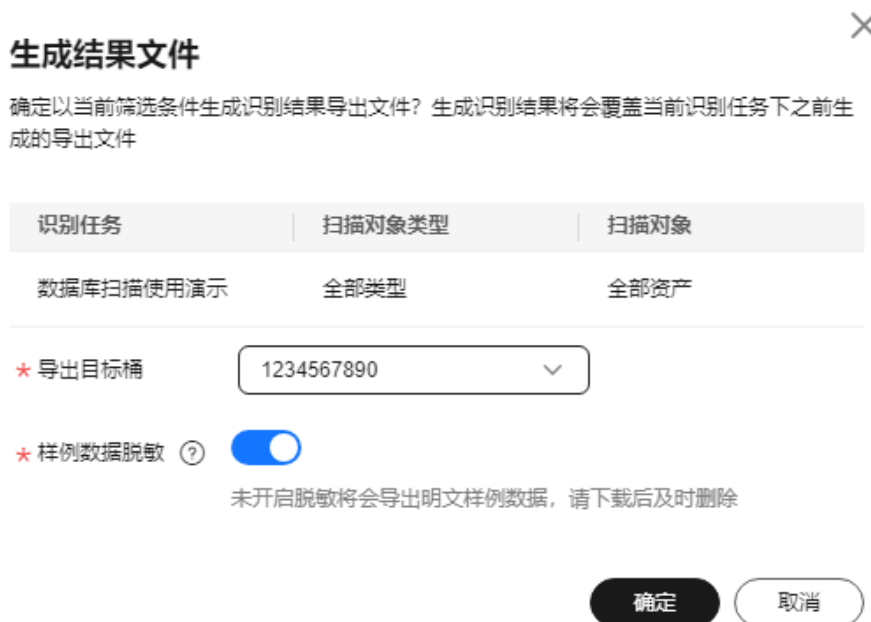 生成结果文件
确定以当前筛选条件生成识别结果导出文件？生成识别结果将会覆盖当前识别任务下之前生
成的导出文件
识别任务 扫描对象类型 扫描对象
数据库扫描使用演示 全部类型 全部资产
* 导出目标桶 1234567890
* 样例数据脱敏 ?
未开启脱敏将会导出明文样例数据，请下载后及时删除
确定 取消